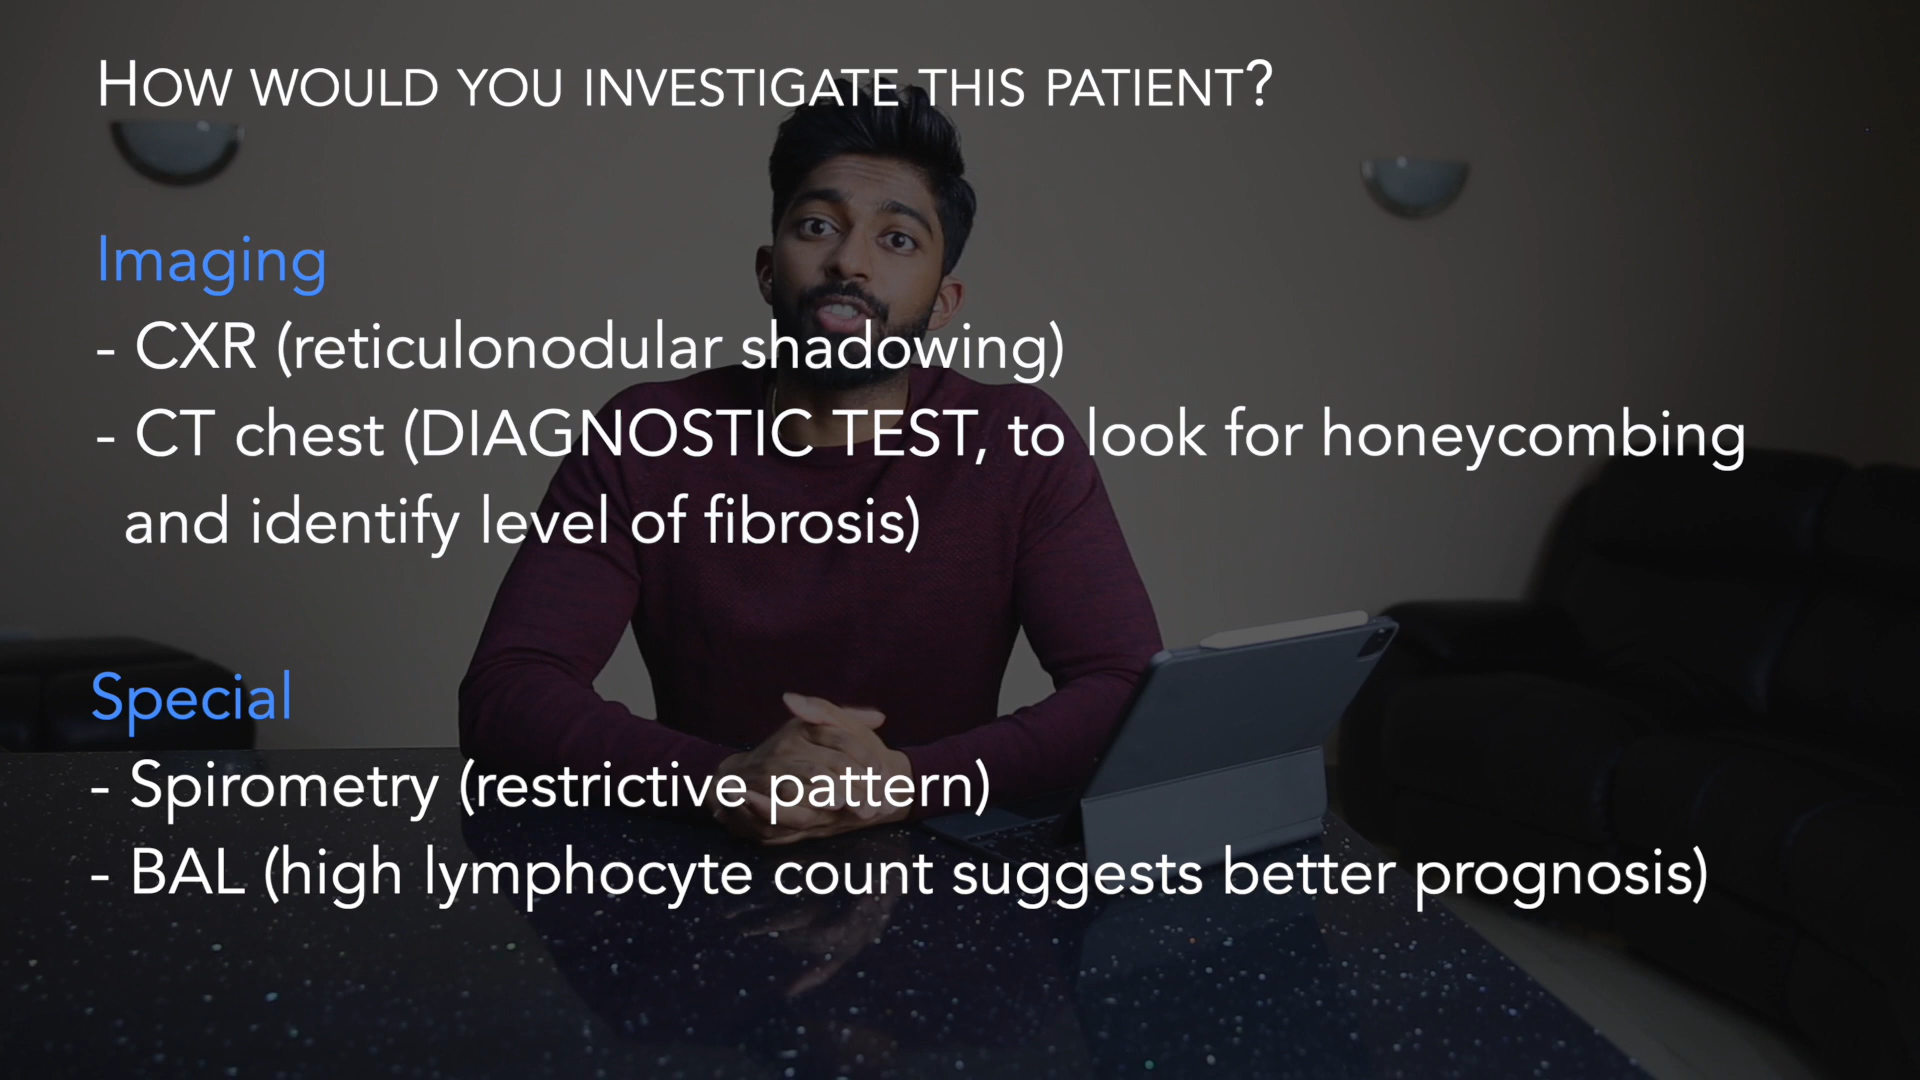 HOW WOULD YOU INVESTIGATE THIS PATIENT?
Imaging
- CXR (reticulonodular shadowing)
- CT chest (DIAGNOSTIC TEST, to look for honeycombing
and identify level of fibrosis)
Special
- Spirometry (restrictive pattern)
- BAL (high lymphocyte count suggests better prognosis)